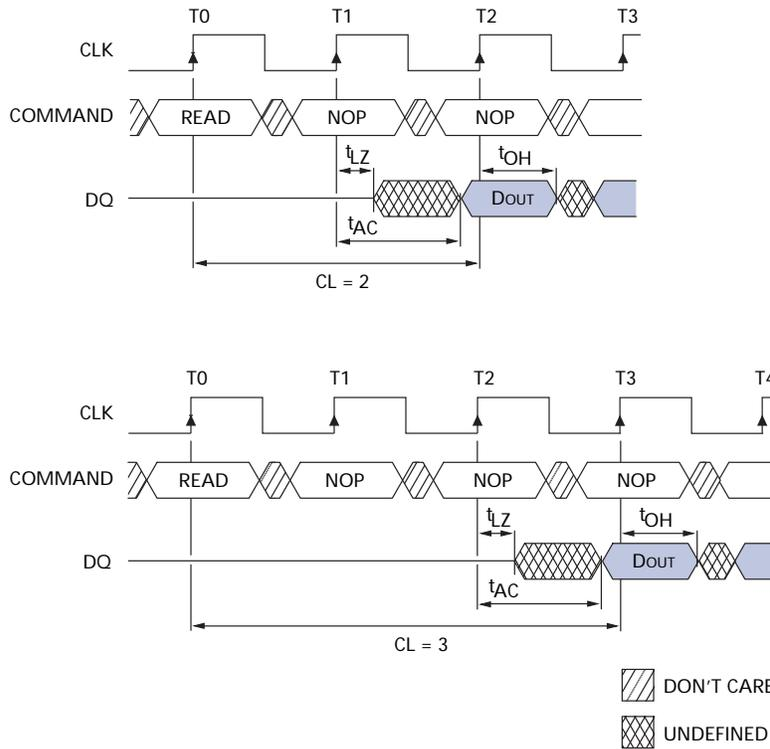 T0 T1 T2 T3
CLK
COMMAND READ NOP NOP
tLZ tOH
DQ DOUT
tAC
CL = 2
T0 T1 T2 T3 T4
CLK
COMMAND READ NOP NOP NOP
tLZ tOH
DQ DOUT
tAC
CL = 3
DON'T CARE
UNDEFINED